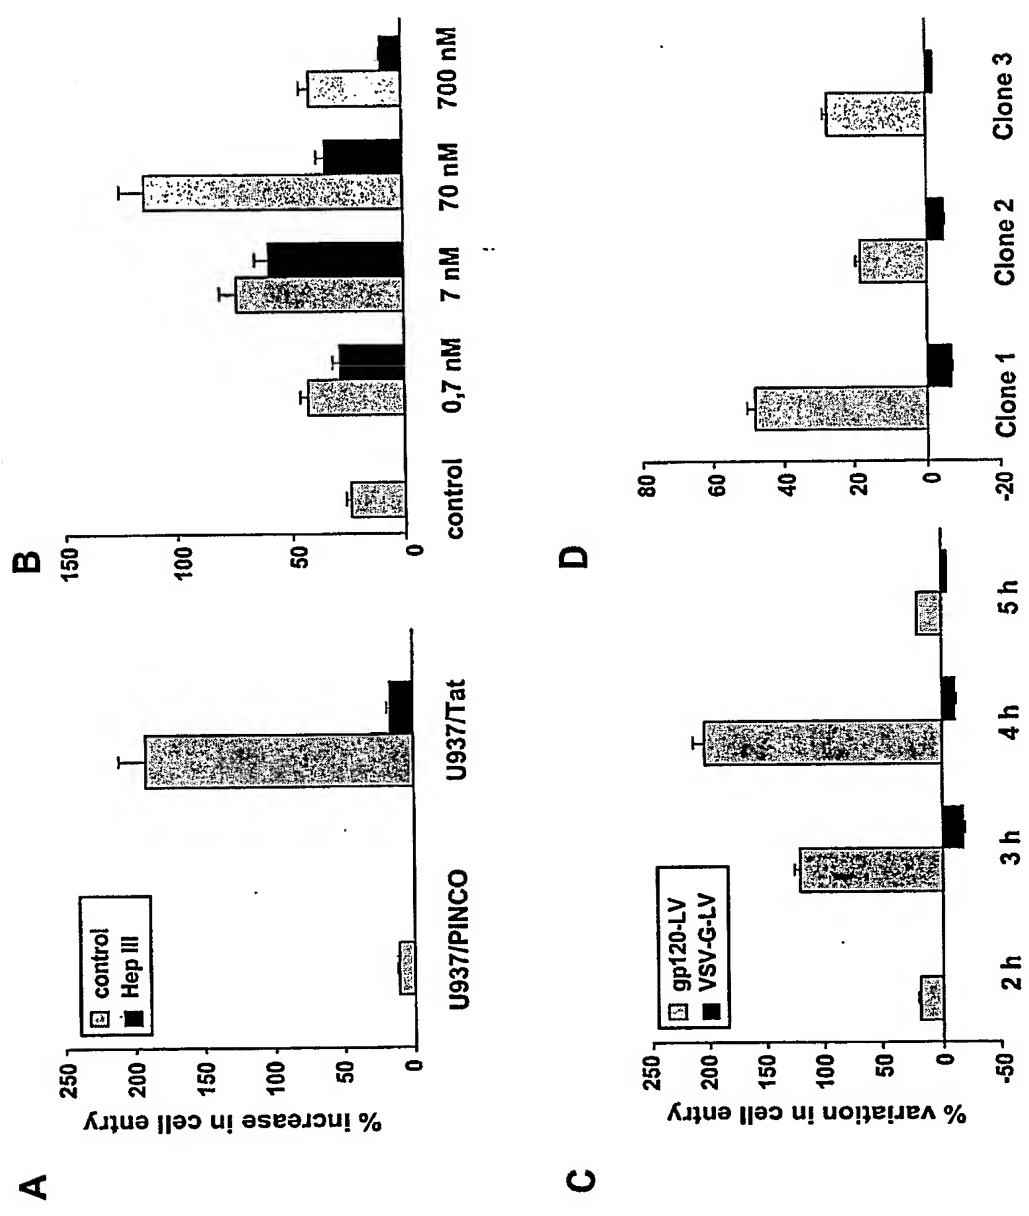 A
% increase in cell entry
250
200
150
100
50
0
control
Hep III
U937/PINCO
U937/Tat
B
150
100
50
0
control
0,7 nM
7 nM
70 nM
700 nM
C
% variation in cell entry
250
200
150
100
50
0
-50
gp120-LV
VSV-G-LV
2 h
3 h
4 h
5 h
D
80
60
40
20
0
-20
Clone 1
Clone 2
Clone 3